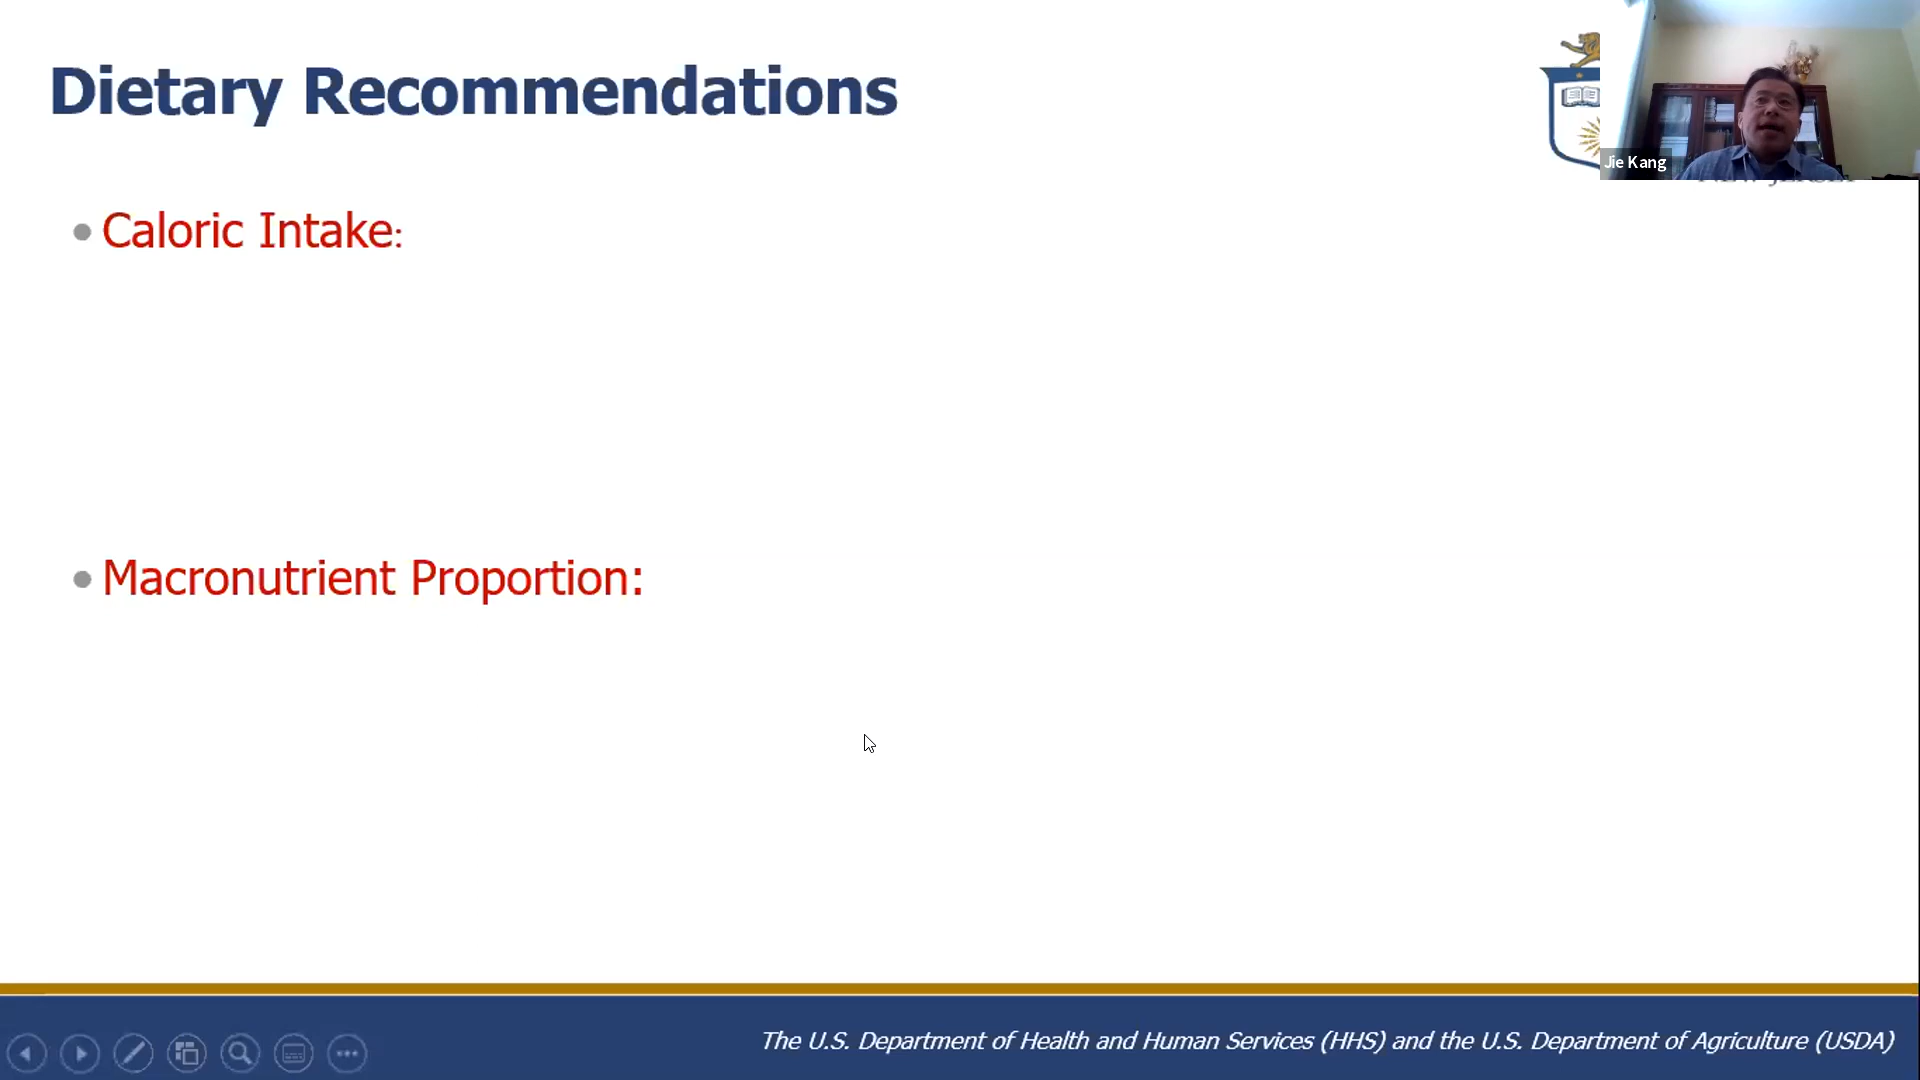 Dietary Recommendations
Jie Kang
• Caloric Intake:
• Macronutrient Proportion:
The U.S. Department of Health and Human Services (HHS) and the U.S. Department of Agriculture (USDA)